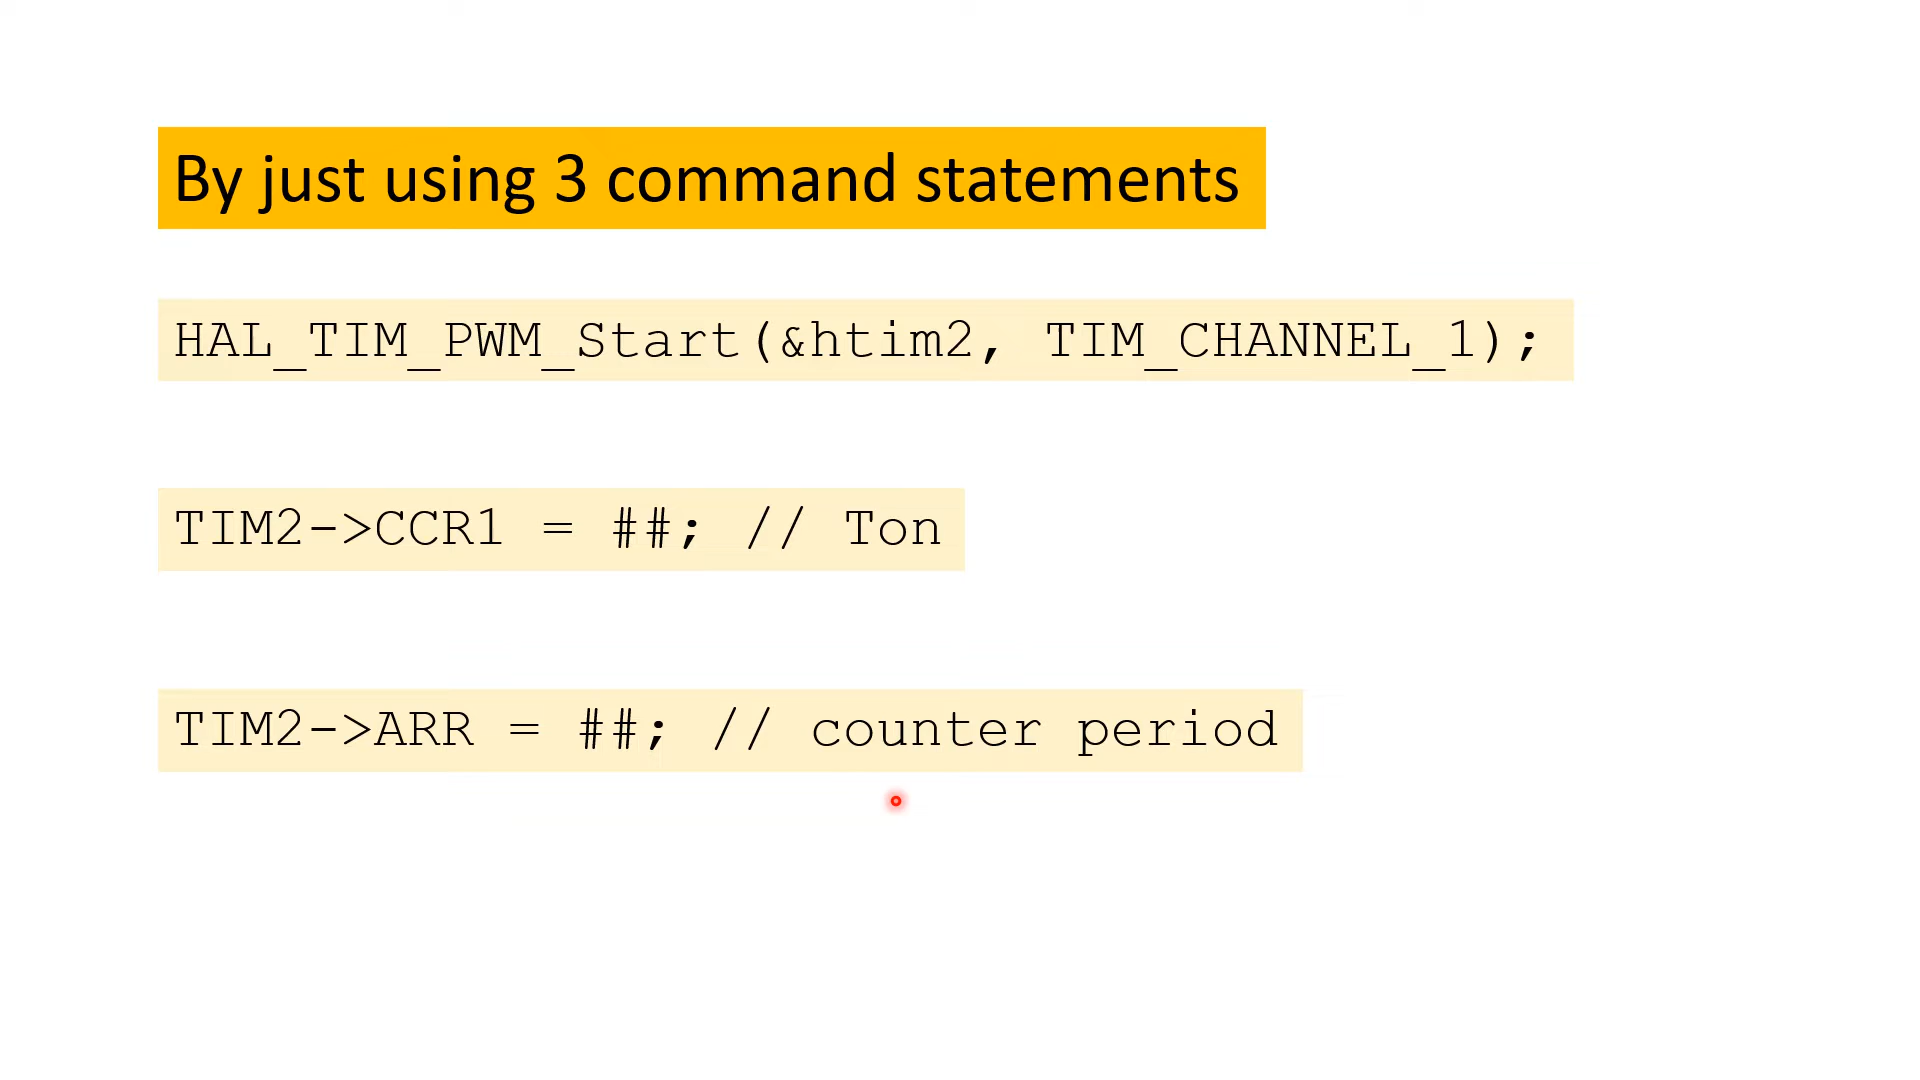 By just using 3 command statements
HAL_TIM_PWM_Start(&htim2, TIM_CHANNEL_1);
TIM2->CCR1 = ##; // Ton
TIM2->ARR = ##; // counter period